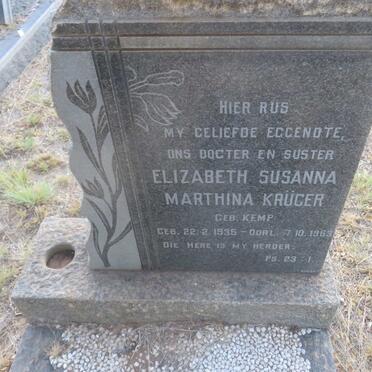 HIER RUS
MY GELIEFDE EGGENOTE,
ONS DOGTER EN SUSTER
ELIZABETH SUSANNA
MARTHINA KRÜGER
GEB. KEMP
GEB. 22. 2. 1935 - OORL. 7. 10. 1963
DIE HERE IS MY HERDER.
PS. 23 : 1.